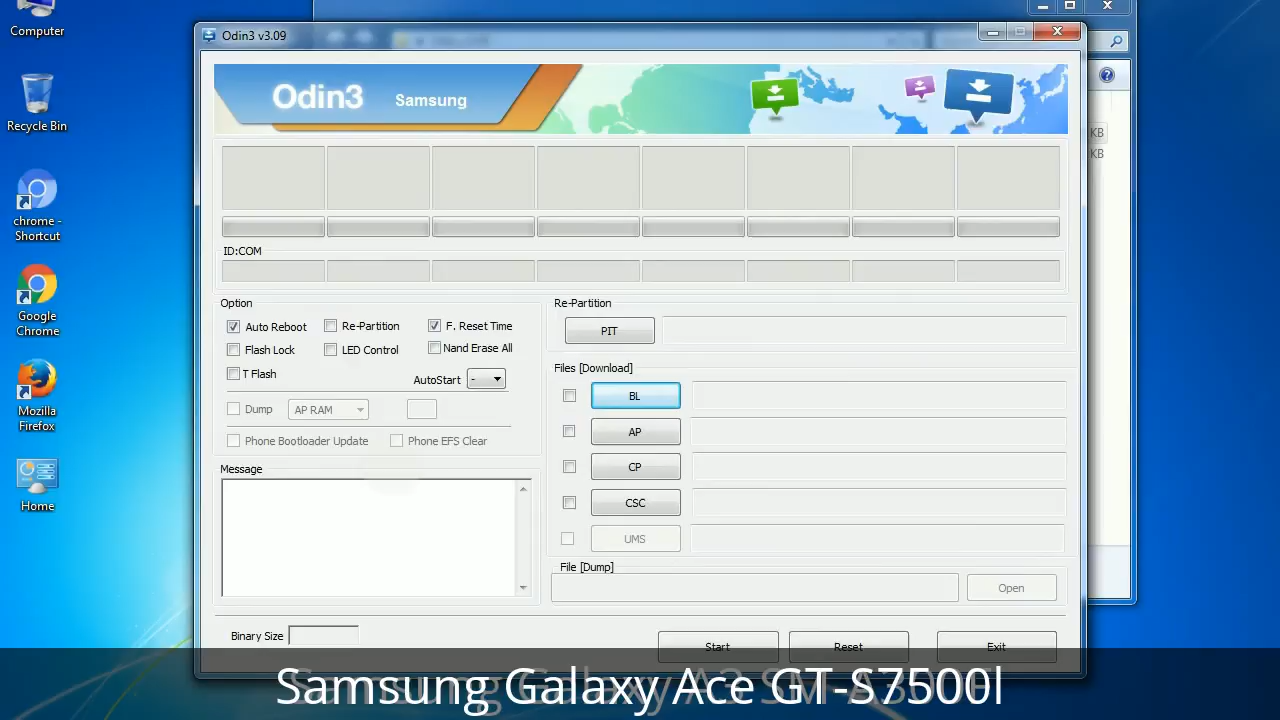 Computer
Recycle Bin
chrome - Shortcut
Google Chrome
Mozilla Firefox
Home
Odin3 v3.09
Odin3 Samsung
KB
KB
ID:COM
Option
Auto Reboot Re-Partition F. Reset Time
Flash Lock LED Control Nand Erase All
T Flash
AutoStart -
Dump AP RAM
Phone Bootloader Update Phone EFS Clear
Message
Re-Partition
PIT
Files [Download]
BL
AP
CP
CSC
UMS
File [Dump]
Open
Binary Size
Start Reset Exit
Samsung Galaxy Ace GT-S7500l